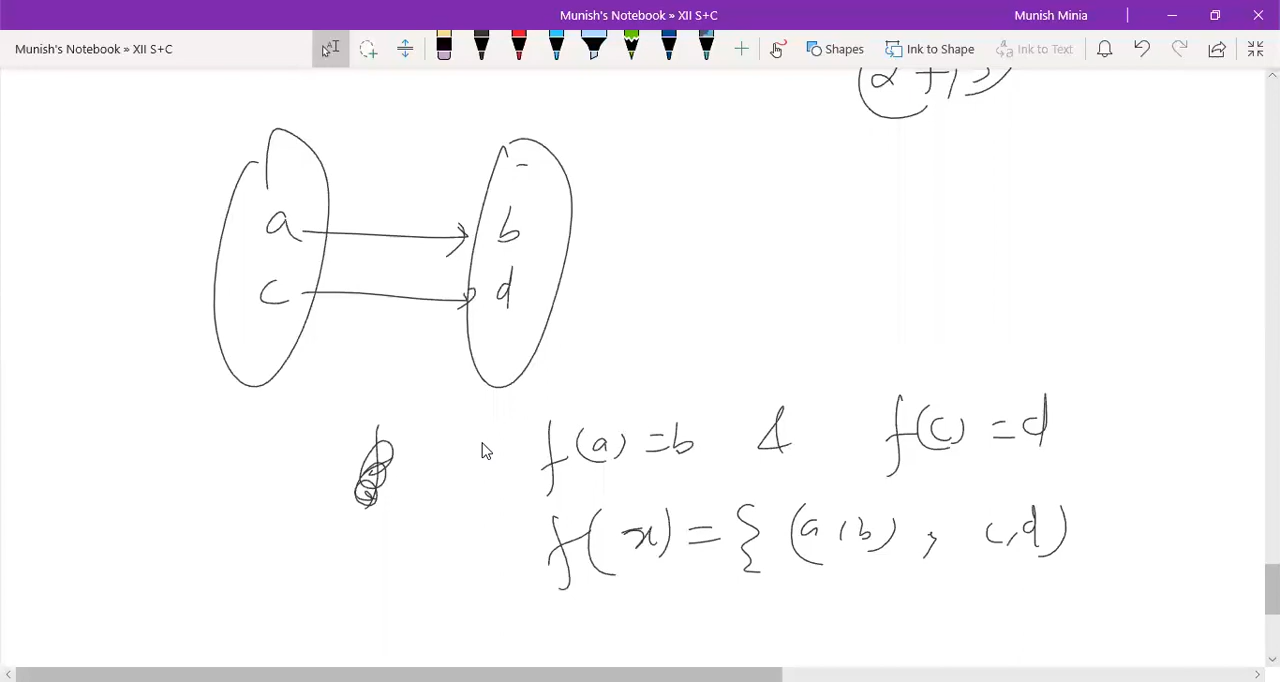 Munish's Notebook » XII S+C
Munish Minia
Munish's Notebook » XII S+C
Shapes
Ink to Shape
Ink to Text
a
b
c
d
f(a) = b & f(c) = d
f(x) = { (a, b) , c, d)